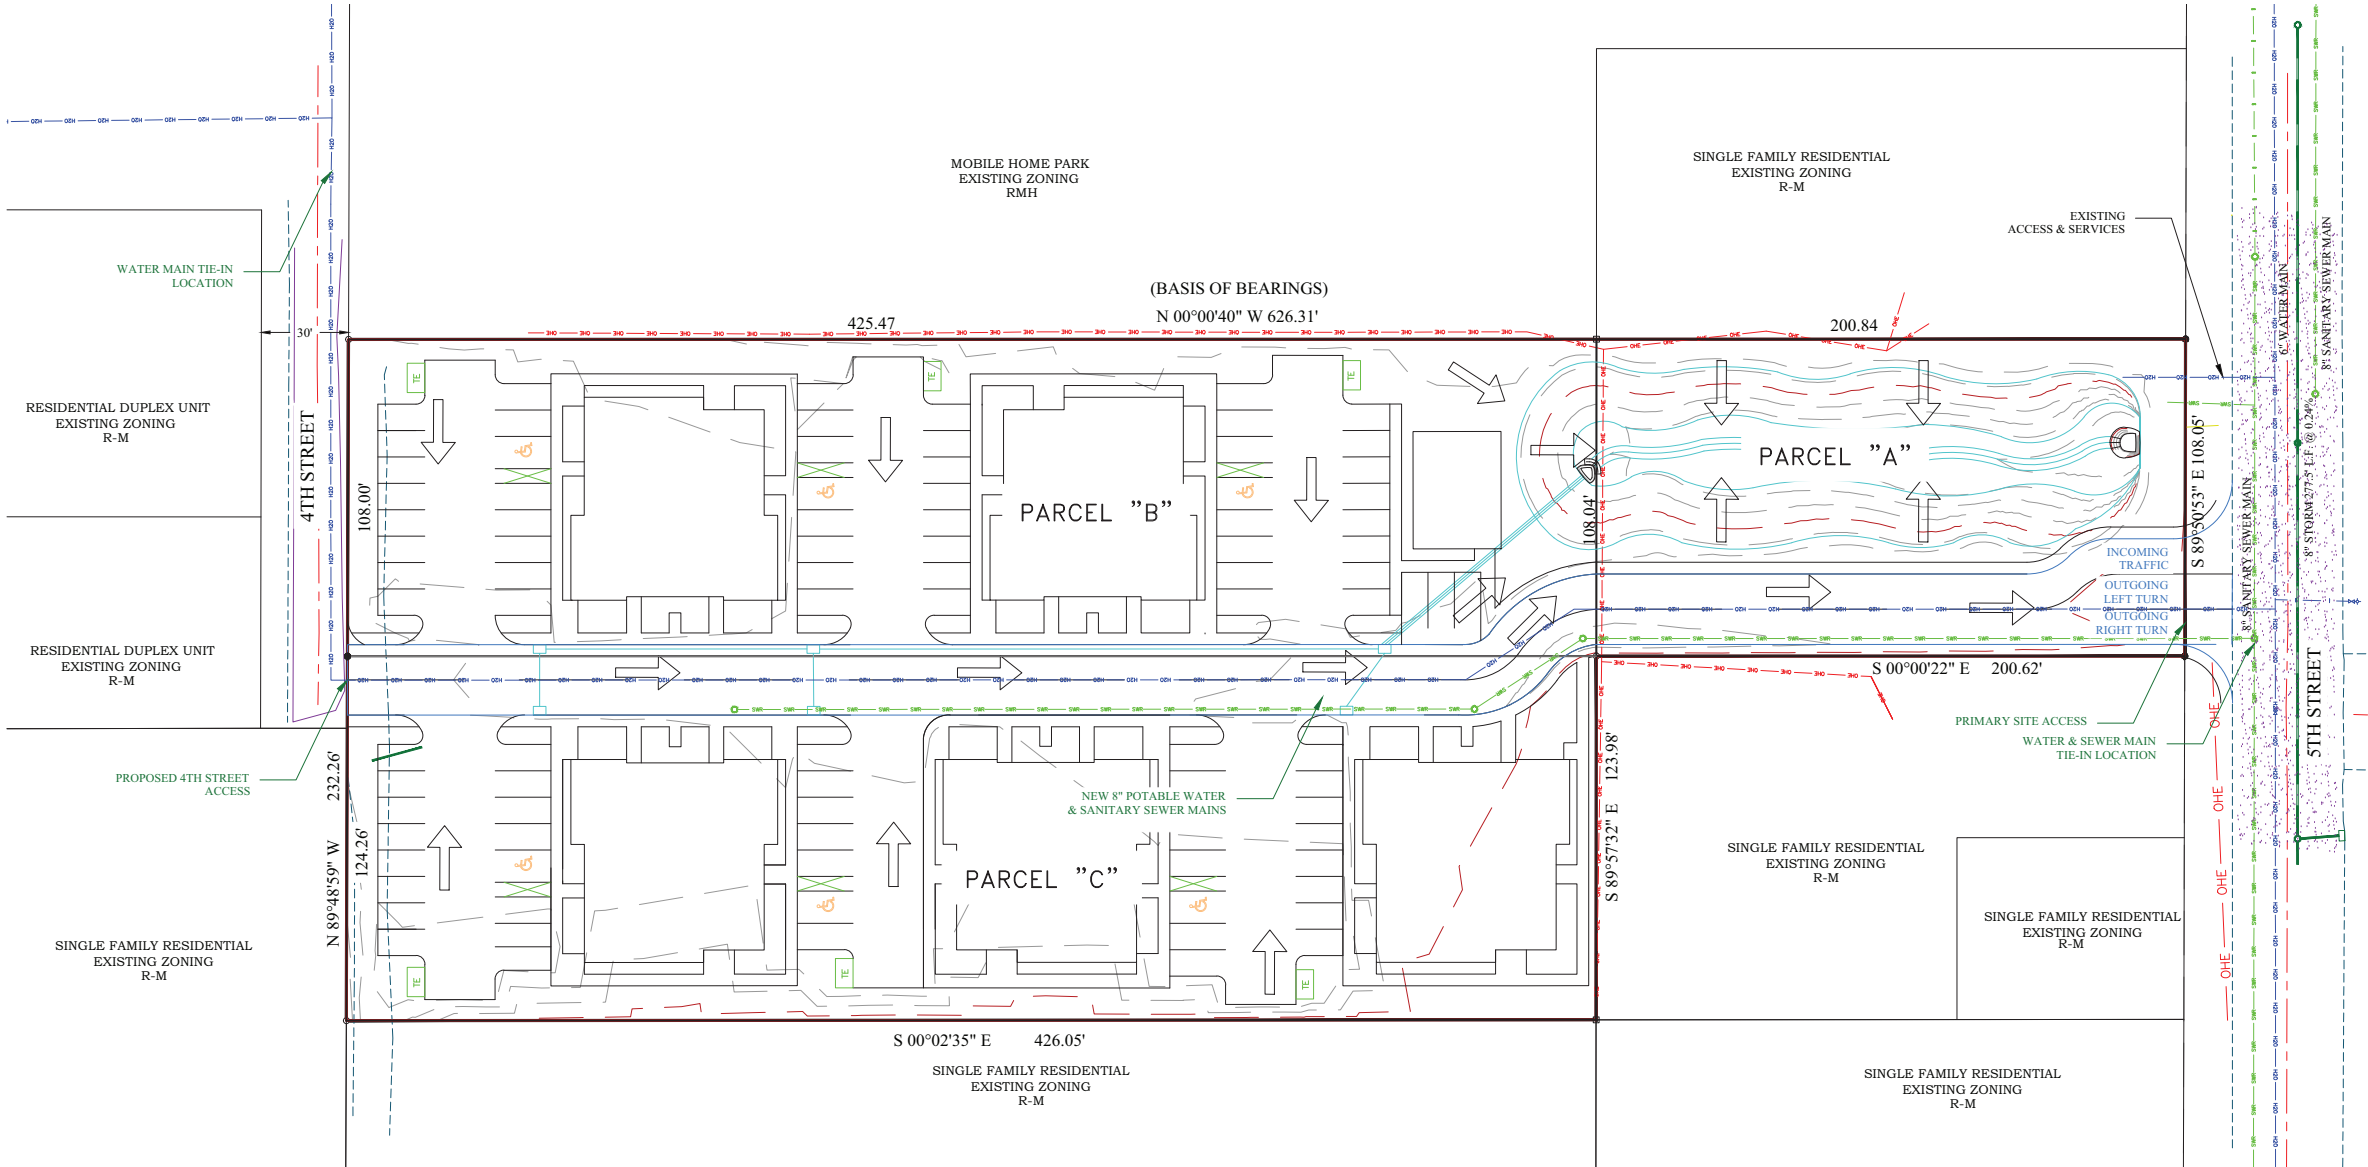 MOBILE HOME PARK
EXISTING ZONING
RMH
SINGLE FAMILY RESIDENTIAL
EXISTING ZONING
R-M
EXISTING
ACCESS & SERVICES
WATER MAIN TIE-IN
LOCATION
(BASIS OF BEARINGS)
N 00°00'40" W 626.31'
425.47
200.84
30'
4TH STREET
108.00'
RESIDENTIAL DUPLEX UNIT
EXISTING ZONING
R-M
RESIDENTIAL DUPLEX UNIT
EXISTING ZONING
R-M
TE
TE
TE
PARCEL "B"
PARCEL "A"
108.04'
S 89°50'53" E 108.05'
6" WATER MAIN
8" SANITARY SEWER MAIN
8" STORM 277.5' LF @ 0.24%
8" SANITARY SEWER MAIN
INCOMING
TRAFFIC
OUTGOING
LEFT TURN
OUTGOING
RIGHT TURN
S 00°00'22" E 200.62'
5TH STREET
PRIMARY SITE ACCESS
WATER & SEWER MAIN
TIE-IN LOCATION
PROPOSED 4TH STREET
ACCESS
N 89°48'59" W 232.26'
124.26'
NEW 8" POTABLE WATER
& SANITARY SEWER MAINS
PARCEL "C"
S 89°57'32" E 123.98'
TE
TE
TE
SINGLE FAMILY RESIDENTIAL
EXISTING ZONING
R-M
SINGLE FAMILY RESIDENTIAL
EXISTING ZONING
R-M
SINGLE FAMILY RESIDENTIAL
EXISTING ZONING
R-M
OHE
OHE
OHE
OHE
S 00°02'35" E 426.05'
SINGLE FAMILY RESIDENTIAL
EXISTING ZONING
R-M
SINGLE FAMILY RESIDENTIAL
EXISTING ZONING
R-M